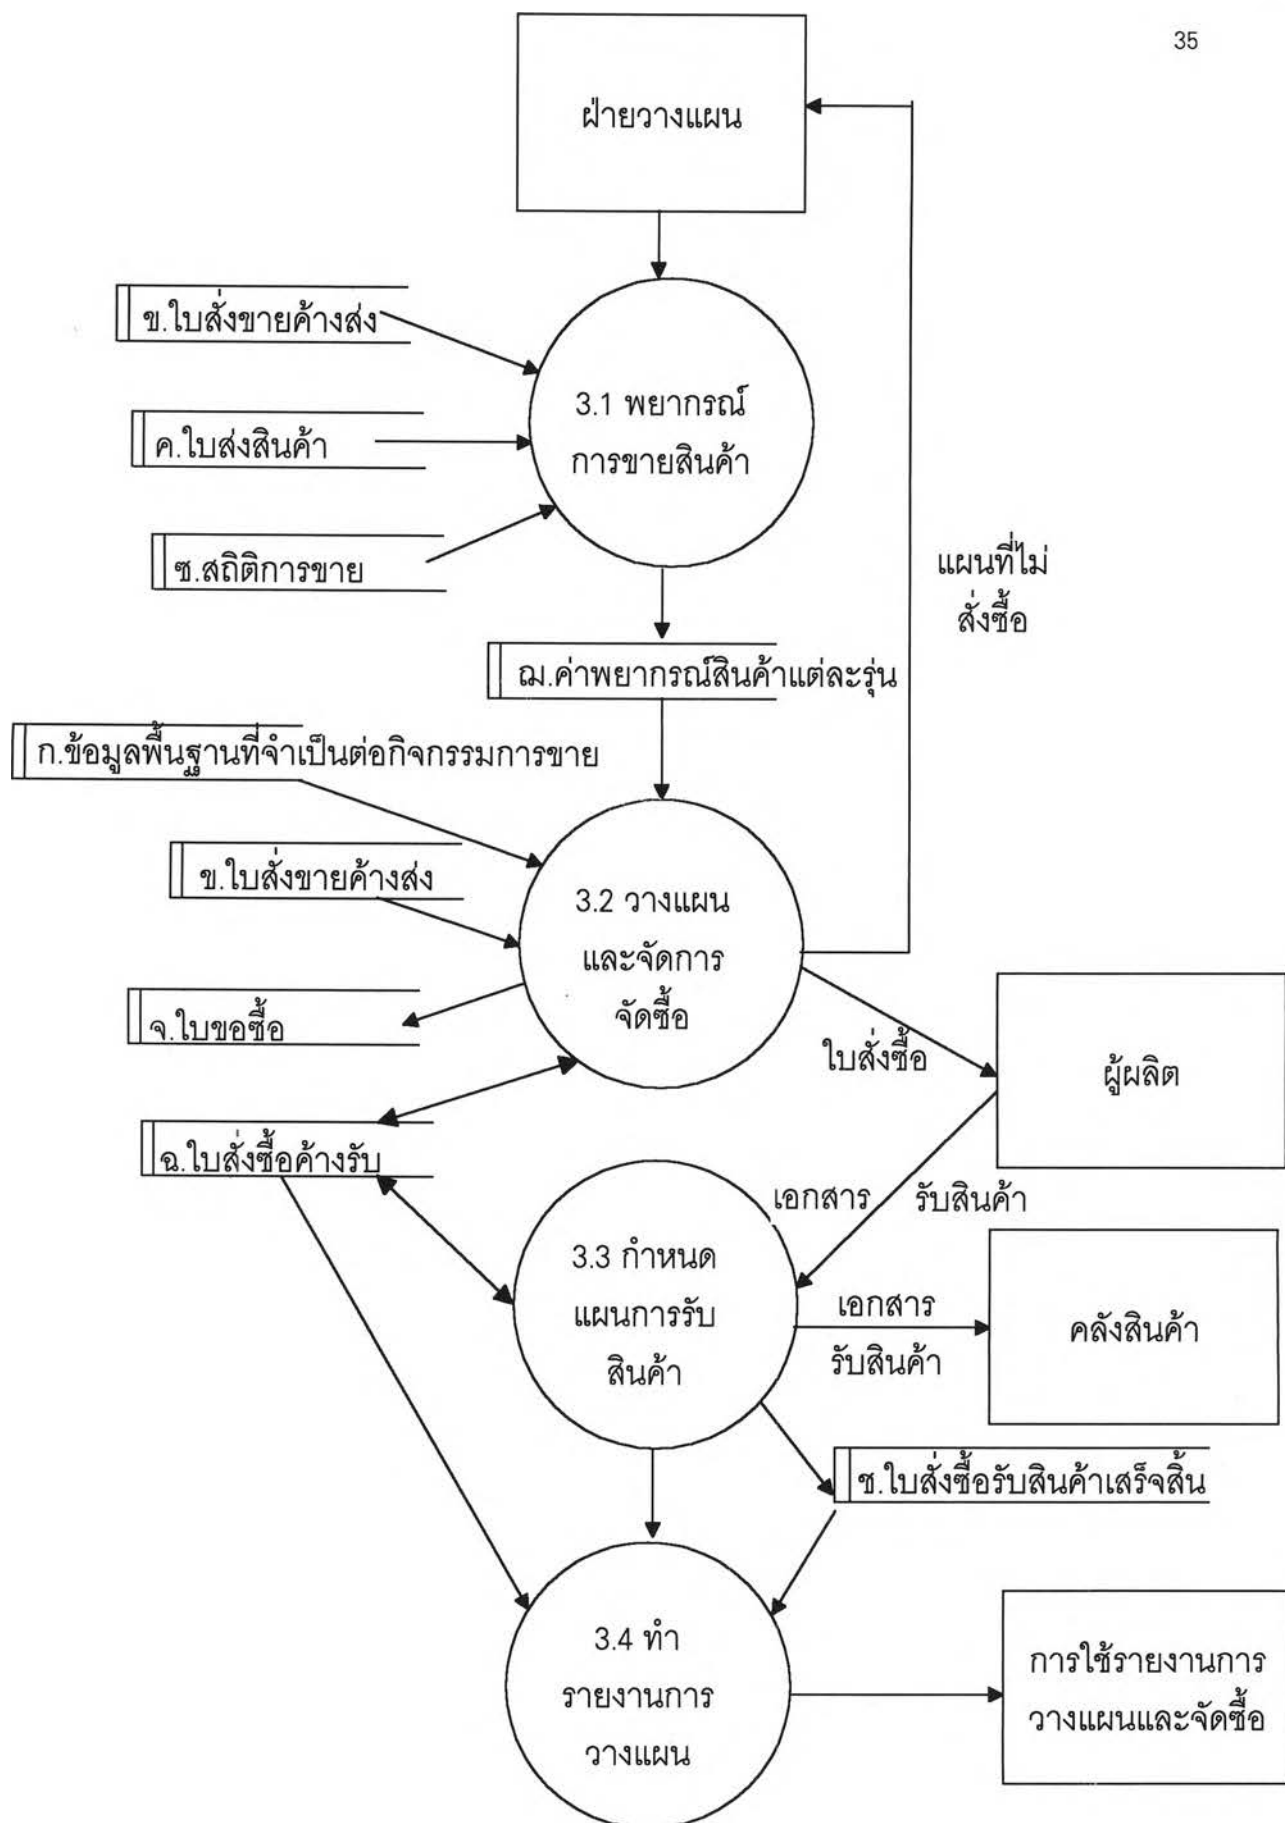 35
ฝ่ายวางแผน
ข.ใบสั่งขายค้างส่ง
3.1 พยากรณ์
การขายสินค้า
ค.ใบส่งสินค้า
ซ.สถิติการขาย
แผนที่ไม่
สั่งซื้อ
ฌ.ค่าพยากรณ์สินค้าแต่ละรุ่น
ก.ข้อมูลพื้นฐานที่จำเป็นต่อกิจกรรมการขาย
ข.ใบสั่งขายค้างส่ง
3.2 วางแผน
และจัดการ
จัดซื้อ
จ.ใบขอซื้อ
ใบสั่งซื้อ
ผู้ผลิต
ฉ.ใบสั่งซื้อค้างรับ
เอกสาร รับสินค้า
3.3 กำหนด
แผนการรับ
สินค้า
เอกสาร
รับสินค้า
คลังสินค้า
ช.ใบสั่งซื้อรับสินค้าเสร็จสิ้น
3.4 ทำ
รายงานการ
วางแผน
การใช้รายงานการ
วางแผนและจัดซื้อ